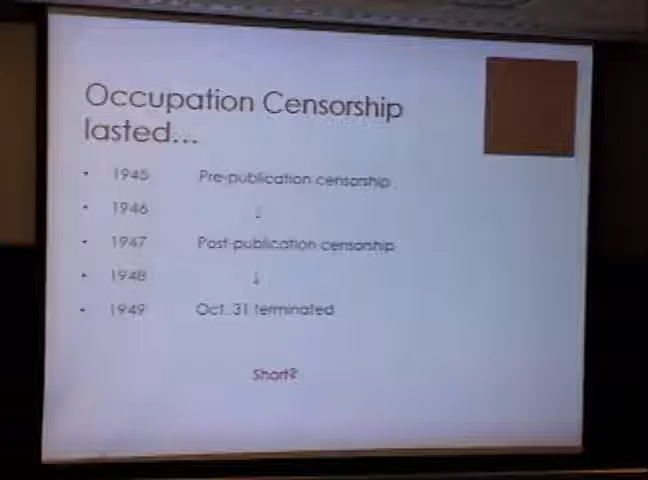 Occupation Censorship
lasted...
• 1945 Pre-publication censorship
• 1946 ↓
• 1947 Post-publication censorship
• 1948 ↓
• 1949 Oct. 31 terminated
Short?